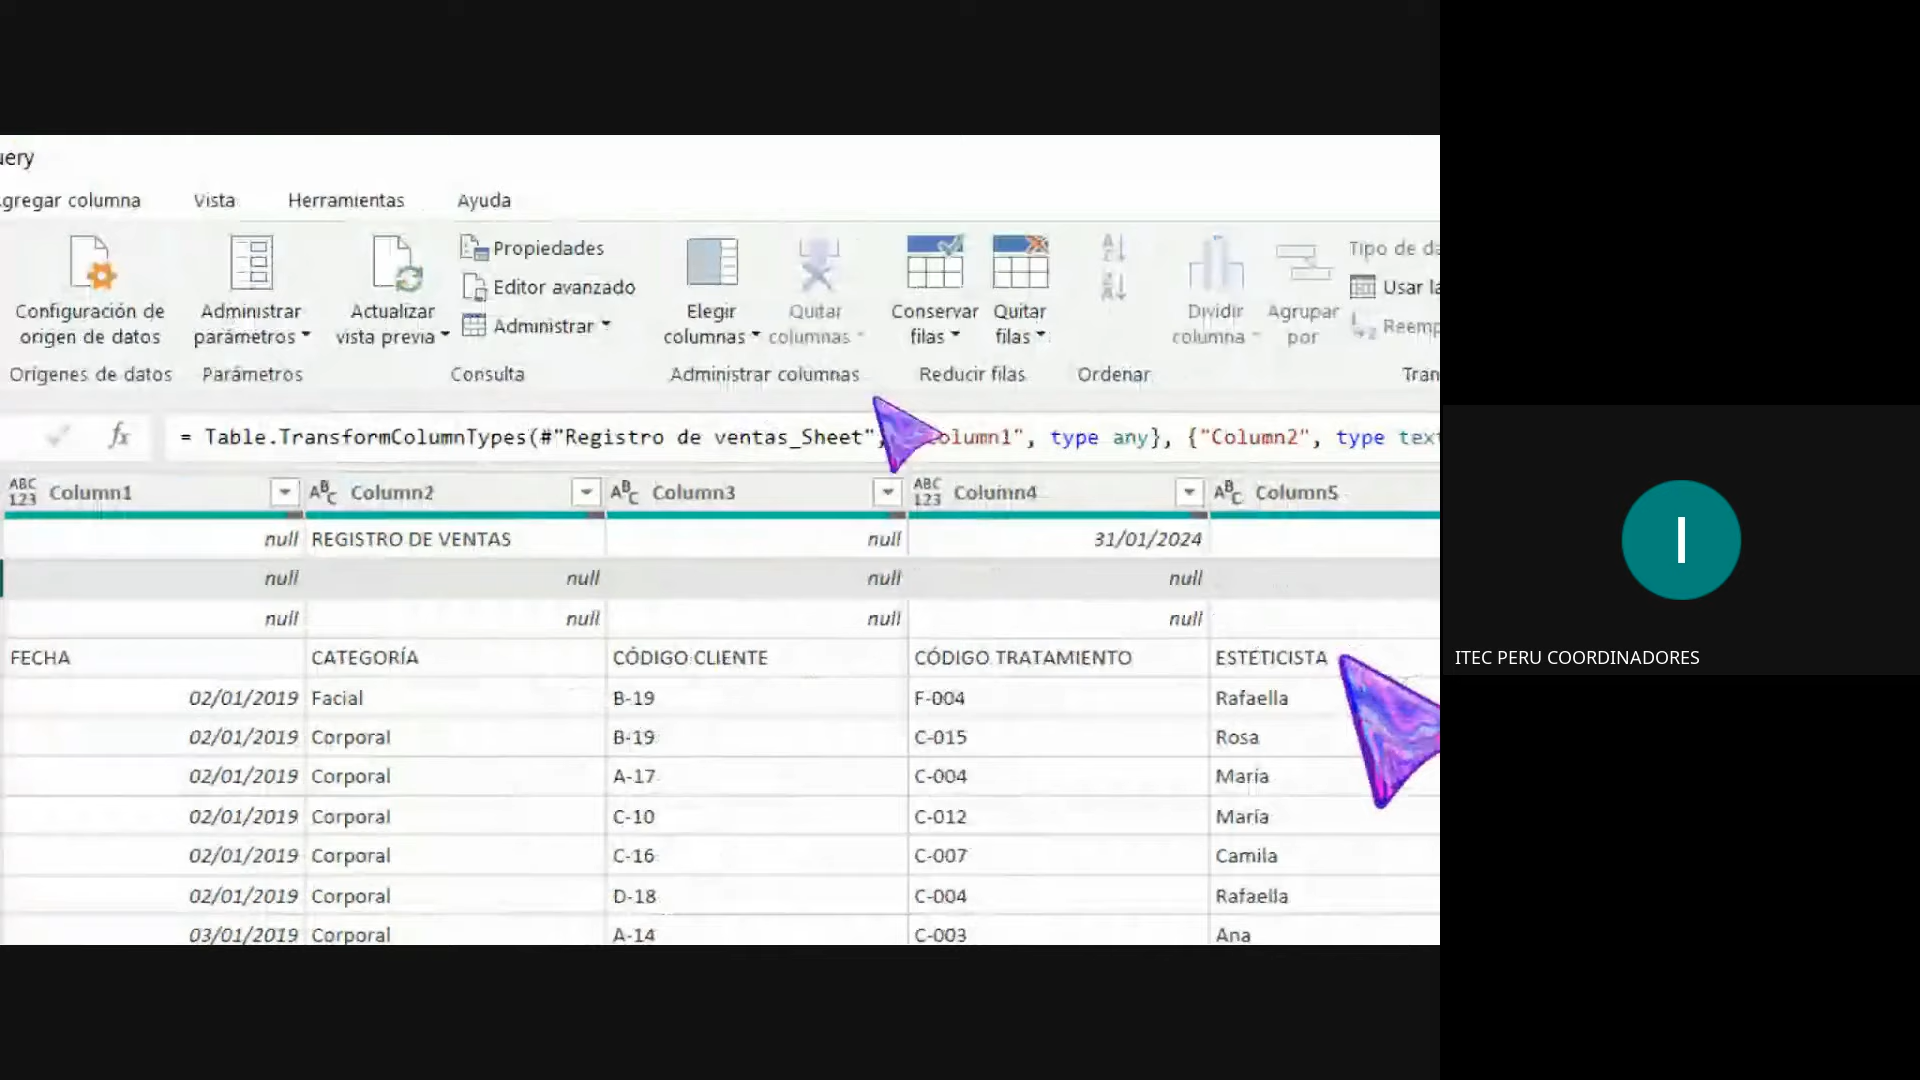 uery
gregar columna Vista Herramientas Ayuda
Configuración de origen de datos
Orígenes de datos
Administrar parámetros
Parámetros
Actualizar vista previa
Propiedades
Editor avanzado
Administrar
Consulta
Elegir columnas
Quitar columnas
Administrar columnas
Conservar filas
Quitar filas
Reducir filas
A Z
Z A
Ordenar
Dividir columna
Agrupar por
Tipo de da
Usar la
Reemp
Tran
fx = Table.TransformColumnTypes(#"Registro de ventas_Sheet", olumn1", type any}, {"Column2", type text
ABC 123 Column1 ABC Column2 ABC Column3 ABC 123 Column4 ABC Column5
null REGISTRO DE VENTAS null 31/01/2024
null null null null
null null null null
FECHA CATEGORÍA CÓDIGO CLIENTE CÓDIGO TRATAMIENTO ESTETICISTA
02/01/2019 Facial B-19 F-004 Rafaella
02/01/2019 Corporal B-19 C-015 Rosa
02/01/2019 Corporal A-17 C-004 María
02/01/2019 Corporal C-10 C-012 María
02/01/2019 Corporal C-16 C-007 Camila
02/01/2019 Corporal D-18 C-004 Rafaella
03/01/2019 Corporal A-14 C-003 Ana
I
ITEC PERU COORDINADORES